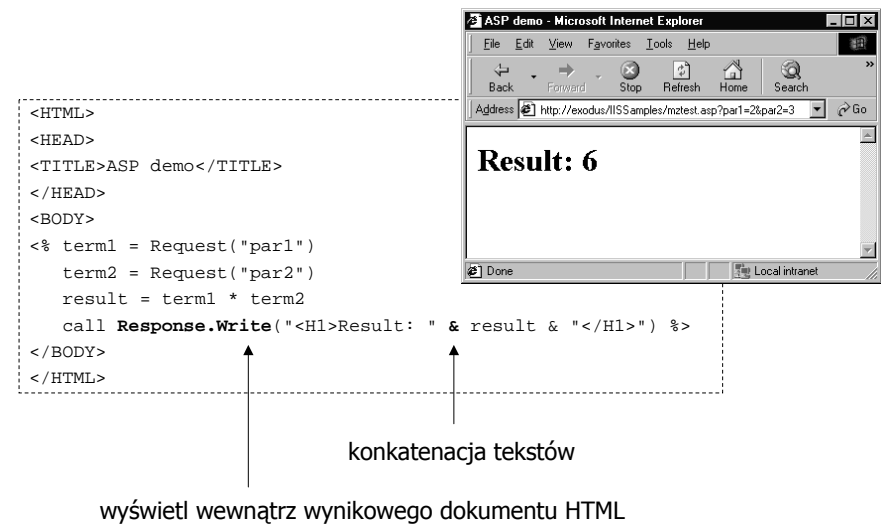 ASP demo - Microsoft Internet Explorer
File Edit View Favorites Tools Help
Back Forward Stop Refresh Home Search »
Address http://exodus/IISSamples/mztest.asp?par1=2&par2=3 Go
Result: 6
Done Local intranet
<HTML>
<HEAD>
<TITLE>ASP demo</TITLE>
</HEAD>
<BODY>
<% term1 = Request("par1")
term2 = Request("par2")
result = term1 * term2
call Response.Write("<H1>Result: " & result & "</H1>") %>
</BODY>
</HTML>
konkatenacja tekstów
wyświetl wewnątrz wynikowego dokumentu HTML